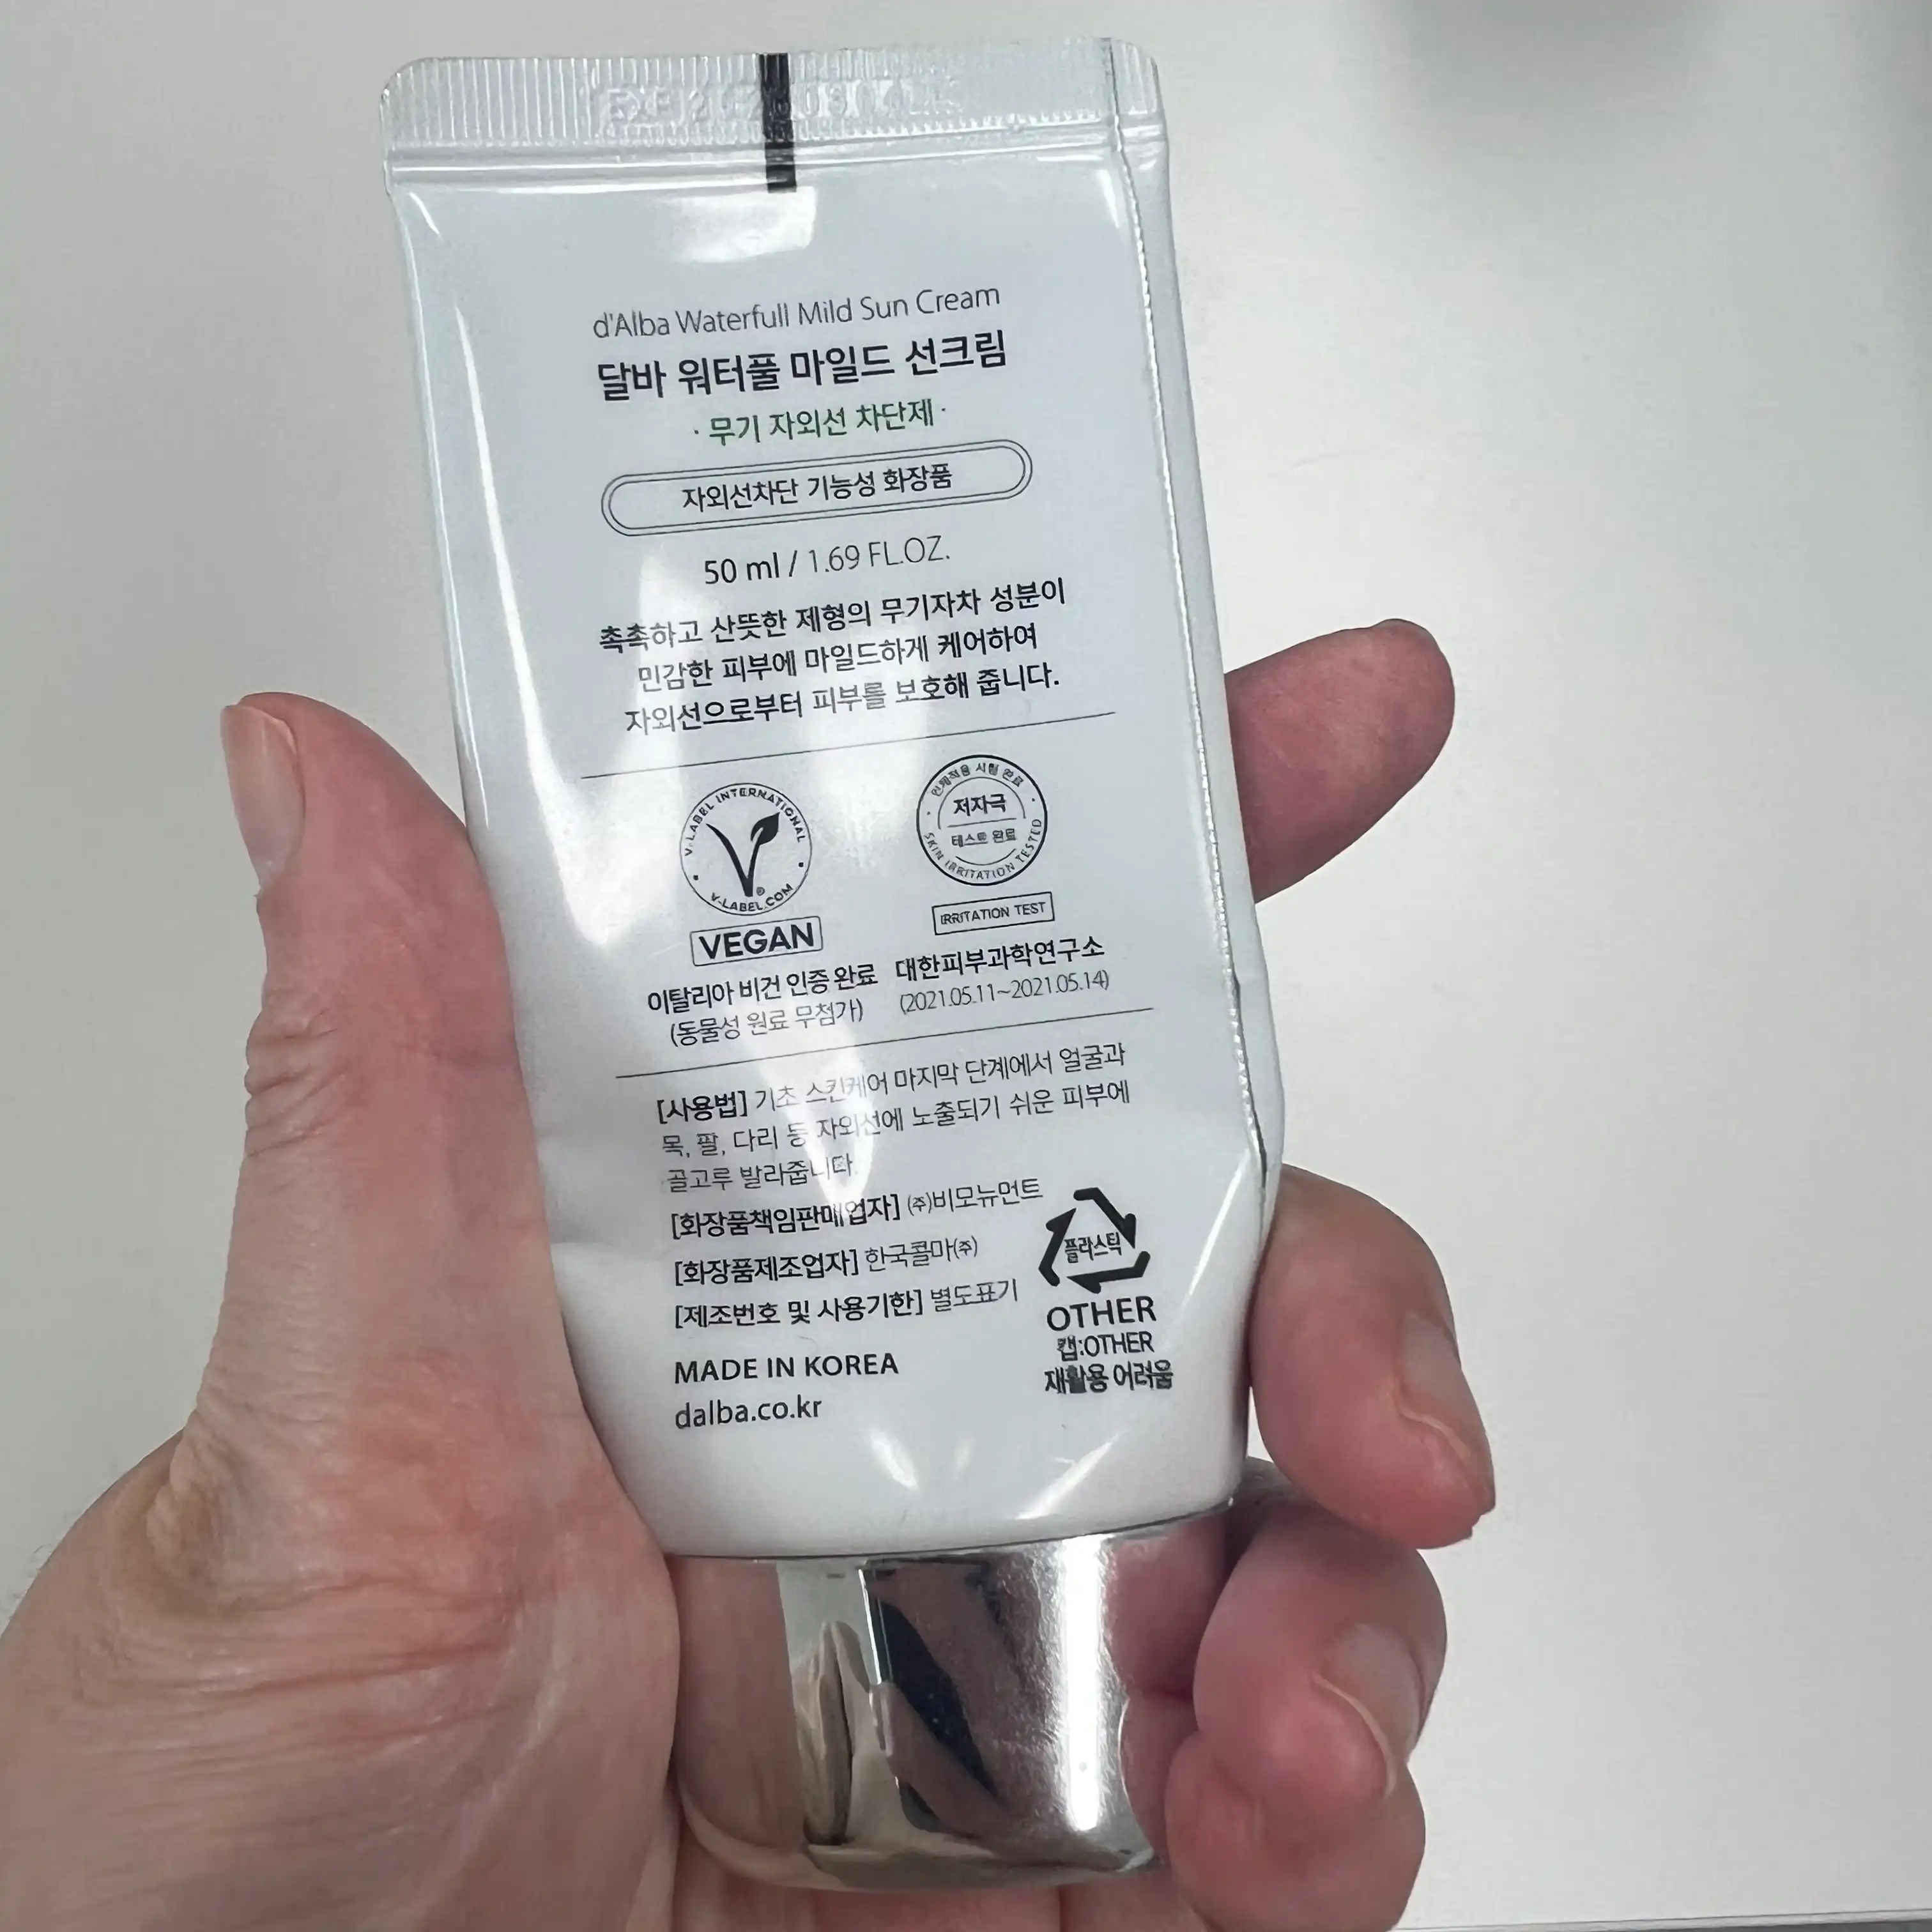 d'Alba Waterfull Mild Sun Cream
달바 워터풀 마일드 선크림
· 무기 자외선 차단제 ·
자외선차단 기능성 화장품
50 ml / 1.69 FL.OZ.
촉촉하고 산뜻한 제형의 무기자차 성분이
민감한 피부에 마일드하게 케어하여
자외선으로부터 피부를 보호해 줍니다.
V-LABEL INTERNATIONAL
V-LABEL.COM
VEGAN
이탈리아 비건 인증 완료
(동물성 원료 무첨가)
인체적용 시험 완료
저자극
테스트 완료
SKIN IRRITATION TESTED
IRRITATION TEST
대한피부과학연구소
(2021.05.11~2021.05.14)
[사용법] 기초 스킨케어 마지막 단계에서 얼굴과
목, 팔, 다리 등 자외선에 노출되기 쉬운 피부에
골고루 발라줍니다.
[화장품책임판매업자] (주)비모뉴먼트
[화장품제조업자] 한국콜마(주)
[제조번호 및 사용기한] 별도표기
MADE IN KOREA
dalba.co.kr
플라스틱
OTHER
캡:OTHER
재활용 어려움